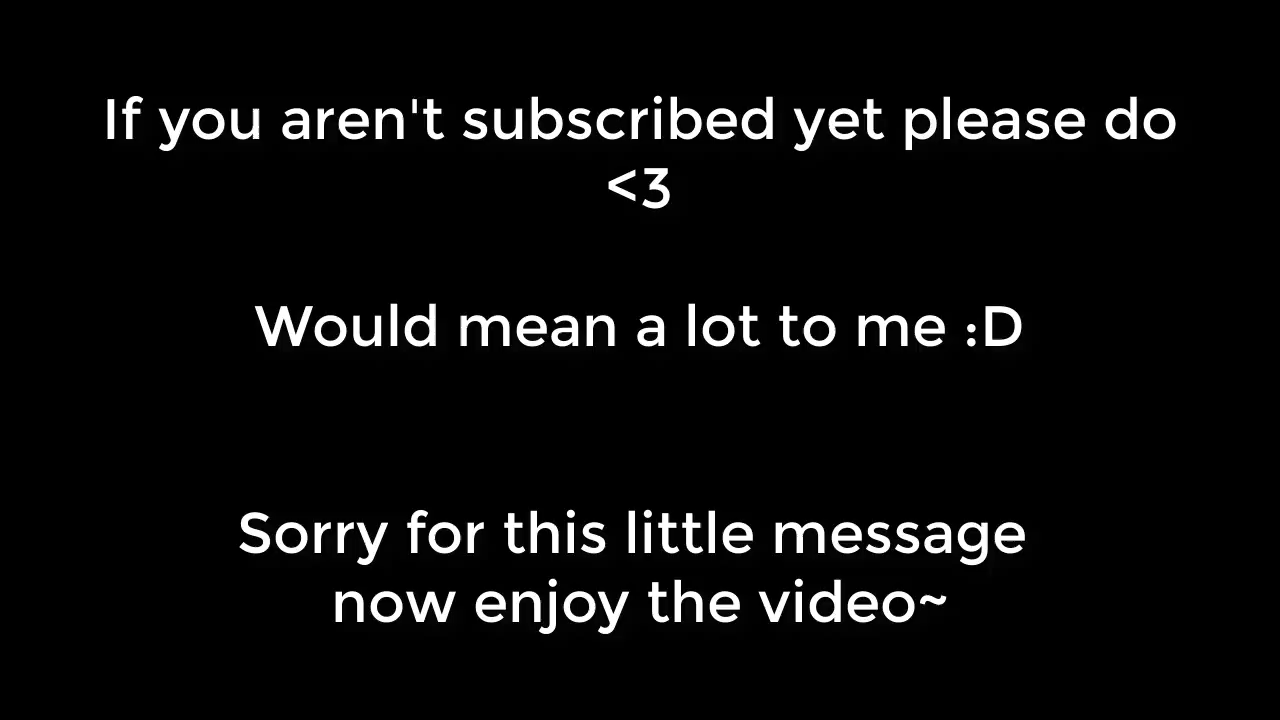 If you aren't subscribed yet please do
<3
Would mean a lot to me :D
Sorry for this little message
now enjoy the video~